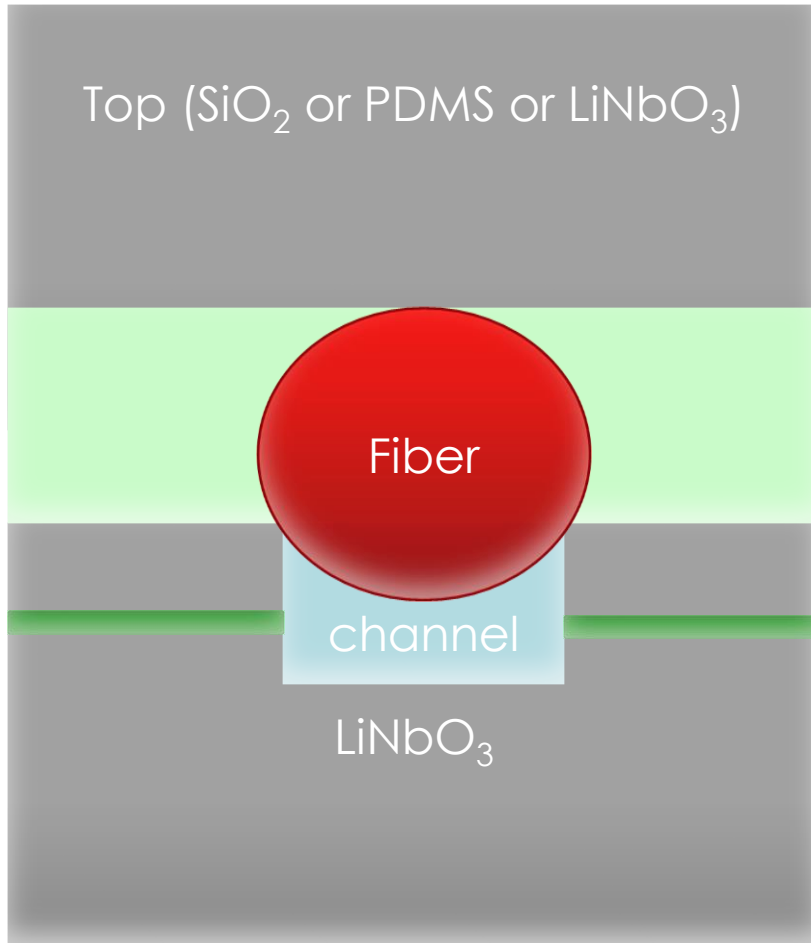 Top (SiO₂ or PDMS or LiNbO₃)
Fiber
channel
LiNbO₃